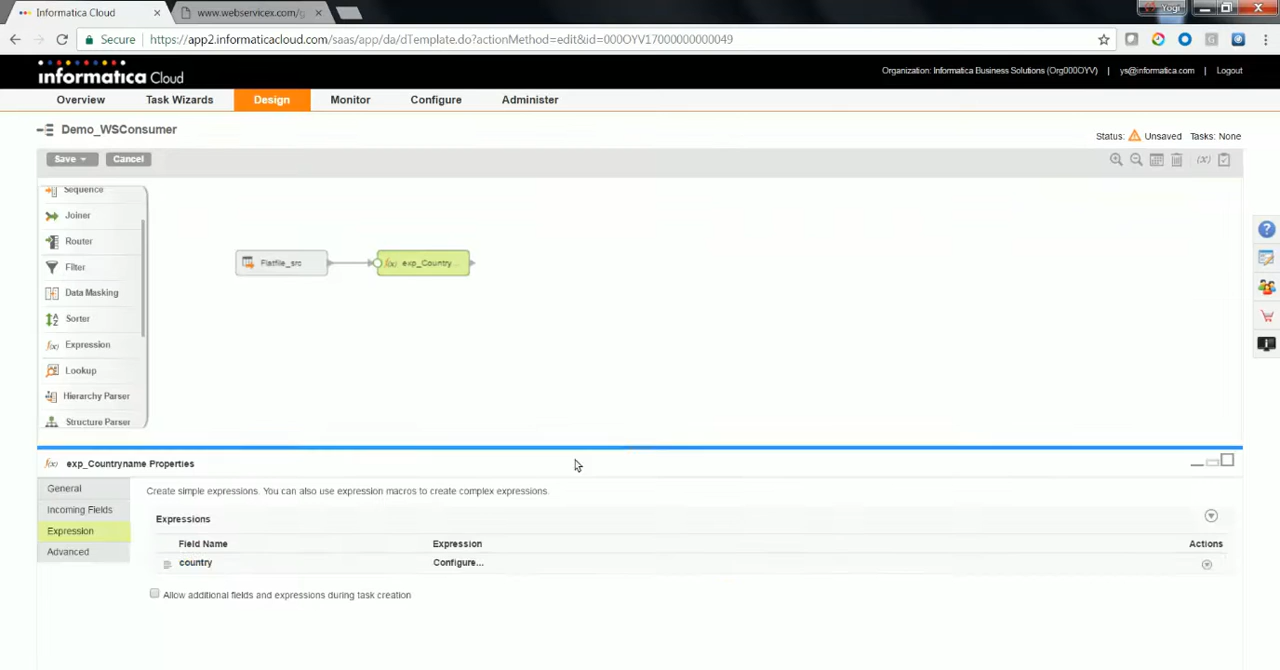 Informatica Cloud
www.webservicex.com/g
Yogi
Secure
https://app2.informaticacloud.com/saas/app/da/dTemplate.do?actionMethod=edit&id=000OYV17000000000049
informatica Cloud
Organization: Informatica Business Solutions (Org000OYV) | ys@informatica.com | Logout
Overview Task Wizards Design Monitor Configure Administer
Demo_WSConsumer
Status: Unsaved Tasks: None
Save Cancel
Sequence
Joiner
Router
Filter
Data Masking
Sorter
Expression
Lookup
Hierarchy Parser
Structure Parser
Flatfile_src
f(x) exp_Country...
exp_Countryname Properties
General
Incoming Fields
Expression
Advanced
Create simple expressions. You can also use expression macros to create complex expressions.
Expressions
Field Name Expression Actions
country Configure...
Allow additional fields and expressions during task creation